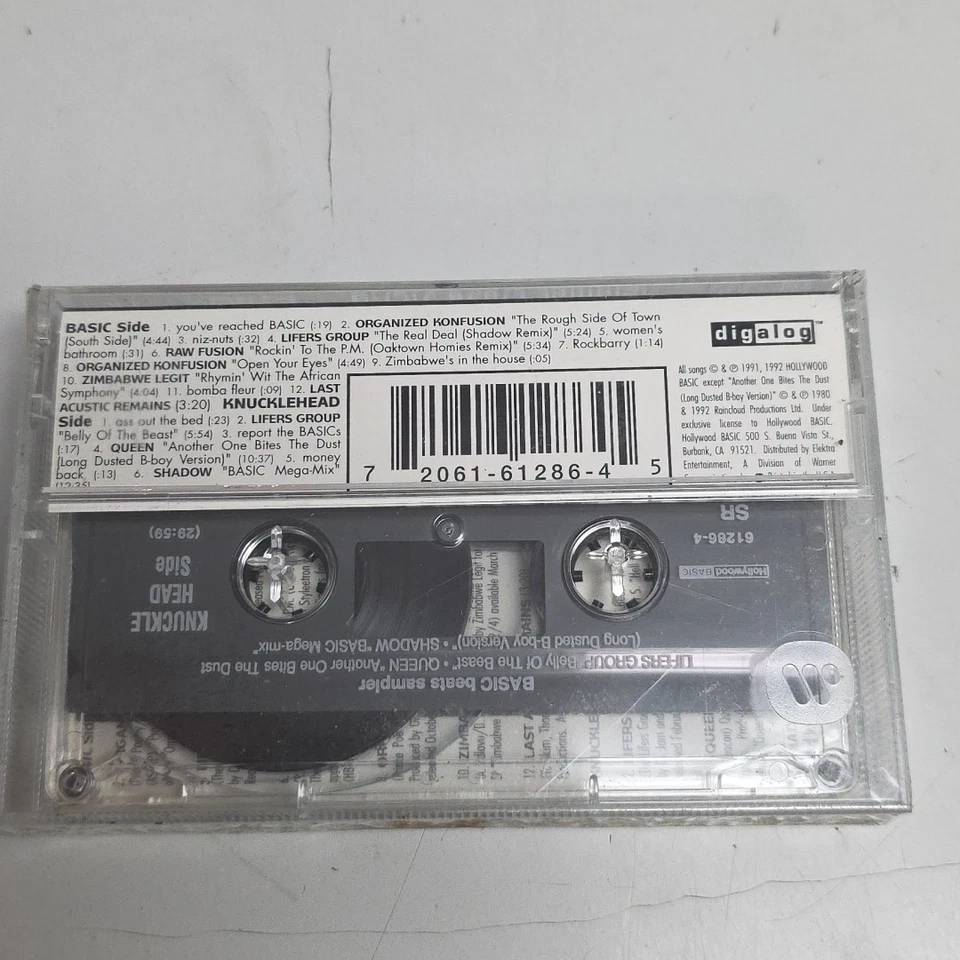 BASIC Side 1. you've reached BASIC (:19) 2. ORGANIZED KONFUSION "The Rough Side Of Town
(South Side)" (4:44) 3. niz-nuts (:32) 4. LIFERS GROUP "The Real Deal (Shadow Remix)" (5:24) 5. women's
bathroom (:31) 6. RAW FUSION "Rockin' To The P.M. (Oaktown Homies Remix)" (5:34) 7. Rockbarry (1:14)
8. ORGANIZED KONFUSION "Open Your Eyes" (4:49) 9. Zimbabwe's in the house (:05)
10. ZIMBABWE LEGIT "Rhymin' Wit The African
Symphony" (4:04) 11. bomba fleur (:09) 12. LAST
ACUSTIC REMAINS (3:20) KNUCKLEHEAD
Side 1. ass out the bed (:23) 2. LIFERS GROUP
"Belly Of The Beast" (5:54) 3. report the BASICs
(:17) 4. QUEEN "Another One Bites The Dust
(Long Dusted B-boy Version)" (10:37) 5. money
back, (:13) 6. SHADOW "BASIC Mega-Mix"
(12:35)
7 2061-61286-4 5
digalog™
All songs © & ℗ 1991, 1992 HOLLYWOOD
BASIC except "Another One Bites The Dust
(Long Dusted B-boy Version)" © & ℗ 1980
& 1992 Raincloud Productions Ltd. Under
exclusive license to Hollywood BASIC.
Hollywood BASIC 500 S. Buena Vista St.,
Burbank, CA 91521. Distributed by Elektra
Entertainment, A Division of Warner
BASIC beats sampler
LIFERS GROUP "Belly Of The Beast" • QUEEN "Another One Bites The Dust
(Long Dusted B-boy Version)" • SHADOW "BASIC Mega-mix"
KNUCKLE
HEAD
Side
(29:59)
Hollywood BASIC
61286-4
SR